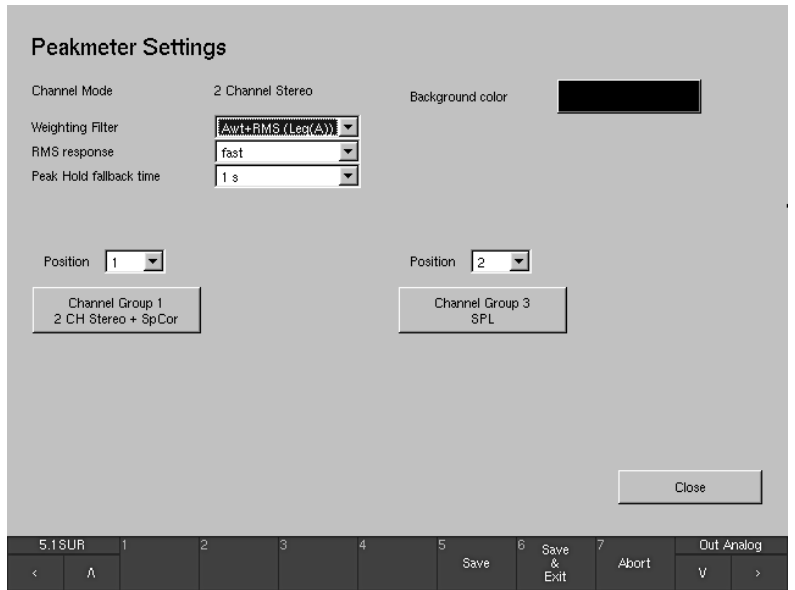 Peakmeter Settings
Channel Mode 2 Channel Stereo
Background color
Weighting Filter Awt+RMS (Leq(A))
RMS response fast
Peak Hold fallback time 1 s
Position 1
Position 2
Channel Group 1
2 CH Stereo + SpCor
Channel Group 3
SPL
Close
5.1SUR 1 2 3 4 5 6 7 Out Analog
< Λ Save Save & Exit Abort V >